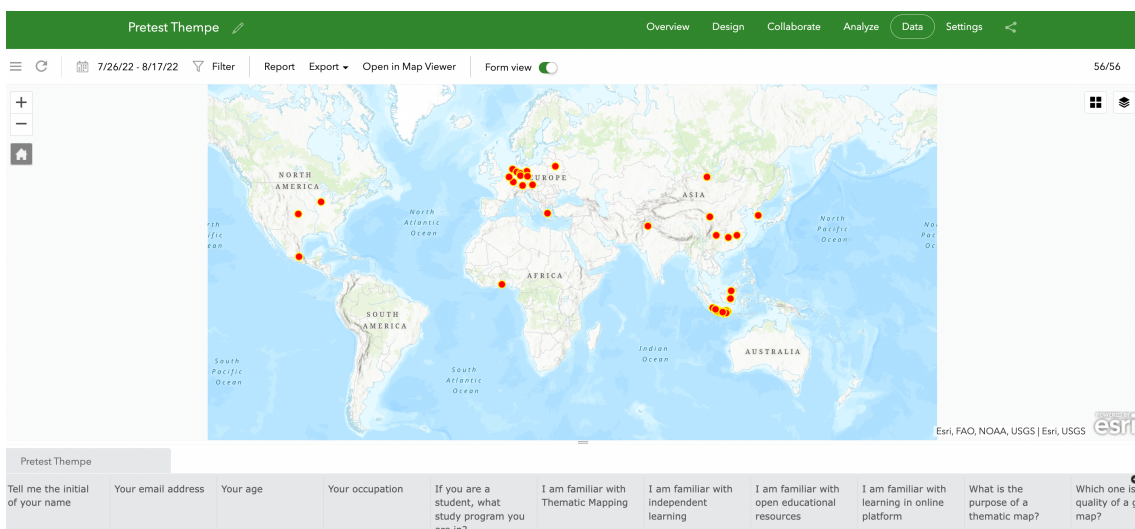 Pretest Thempe
Overview Design Collaborate Analyze Data Settings
7/26/22 - 8/17/22 Filter Report Export Open in Map Viewer Form view 56/56
NORTH
AMERICA
EUROPE
ASIA
North
Atlantic
Ocean
North
Pacific
Ocean
AFRICA
SOUTH
AMERICA
Indian
Ocean
AUSTRALIA
South
Pacific
Ocean
South
Atlantic
Ocean
Esri, FAO, NOAA, USGS | Esri, USGS
esri
Pretest Thempe
Tell me the initial
of your name
Your email address
Your age
Your occupation
If you are a
student, what
study program you
are in?
I am familiar with
Thematic Mapping
I am familiar with
independent
learning
I am familiar with
open educational
resources
I am familiar with
learning in online
platform
What is the
purpose of a
thematic map?
Which one is
quality of a g
map?